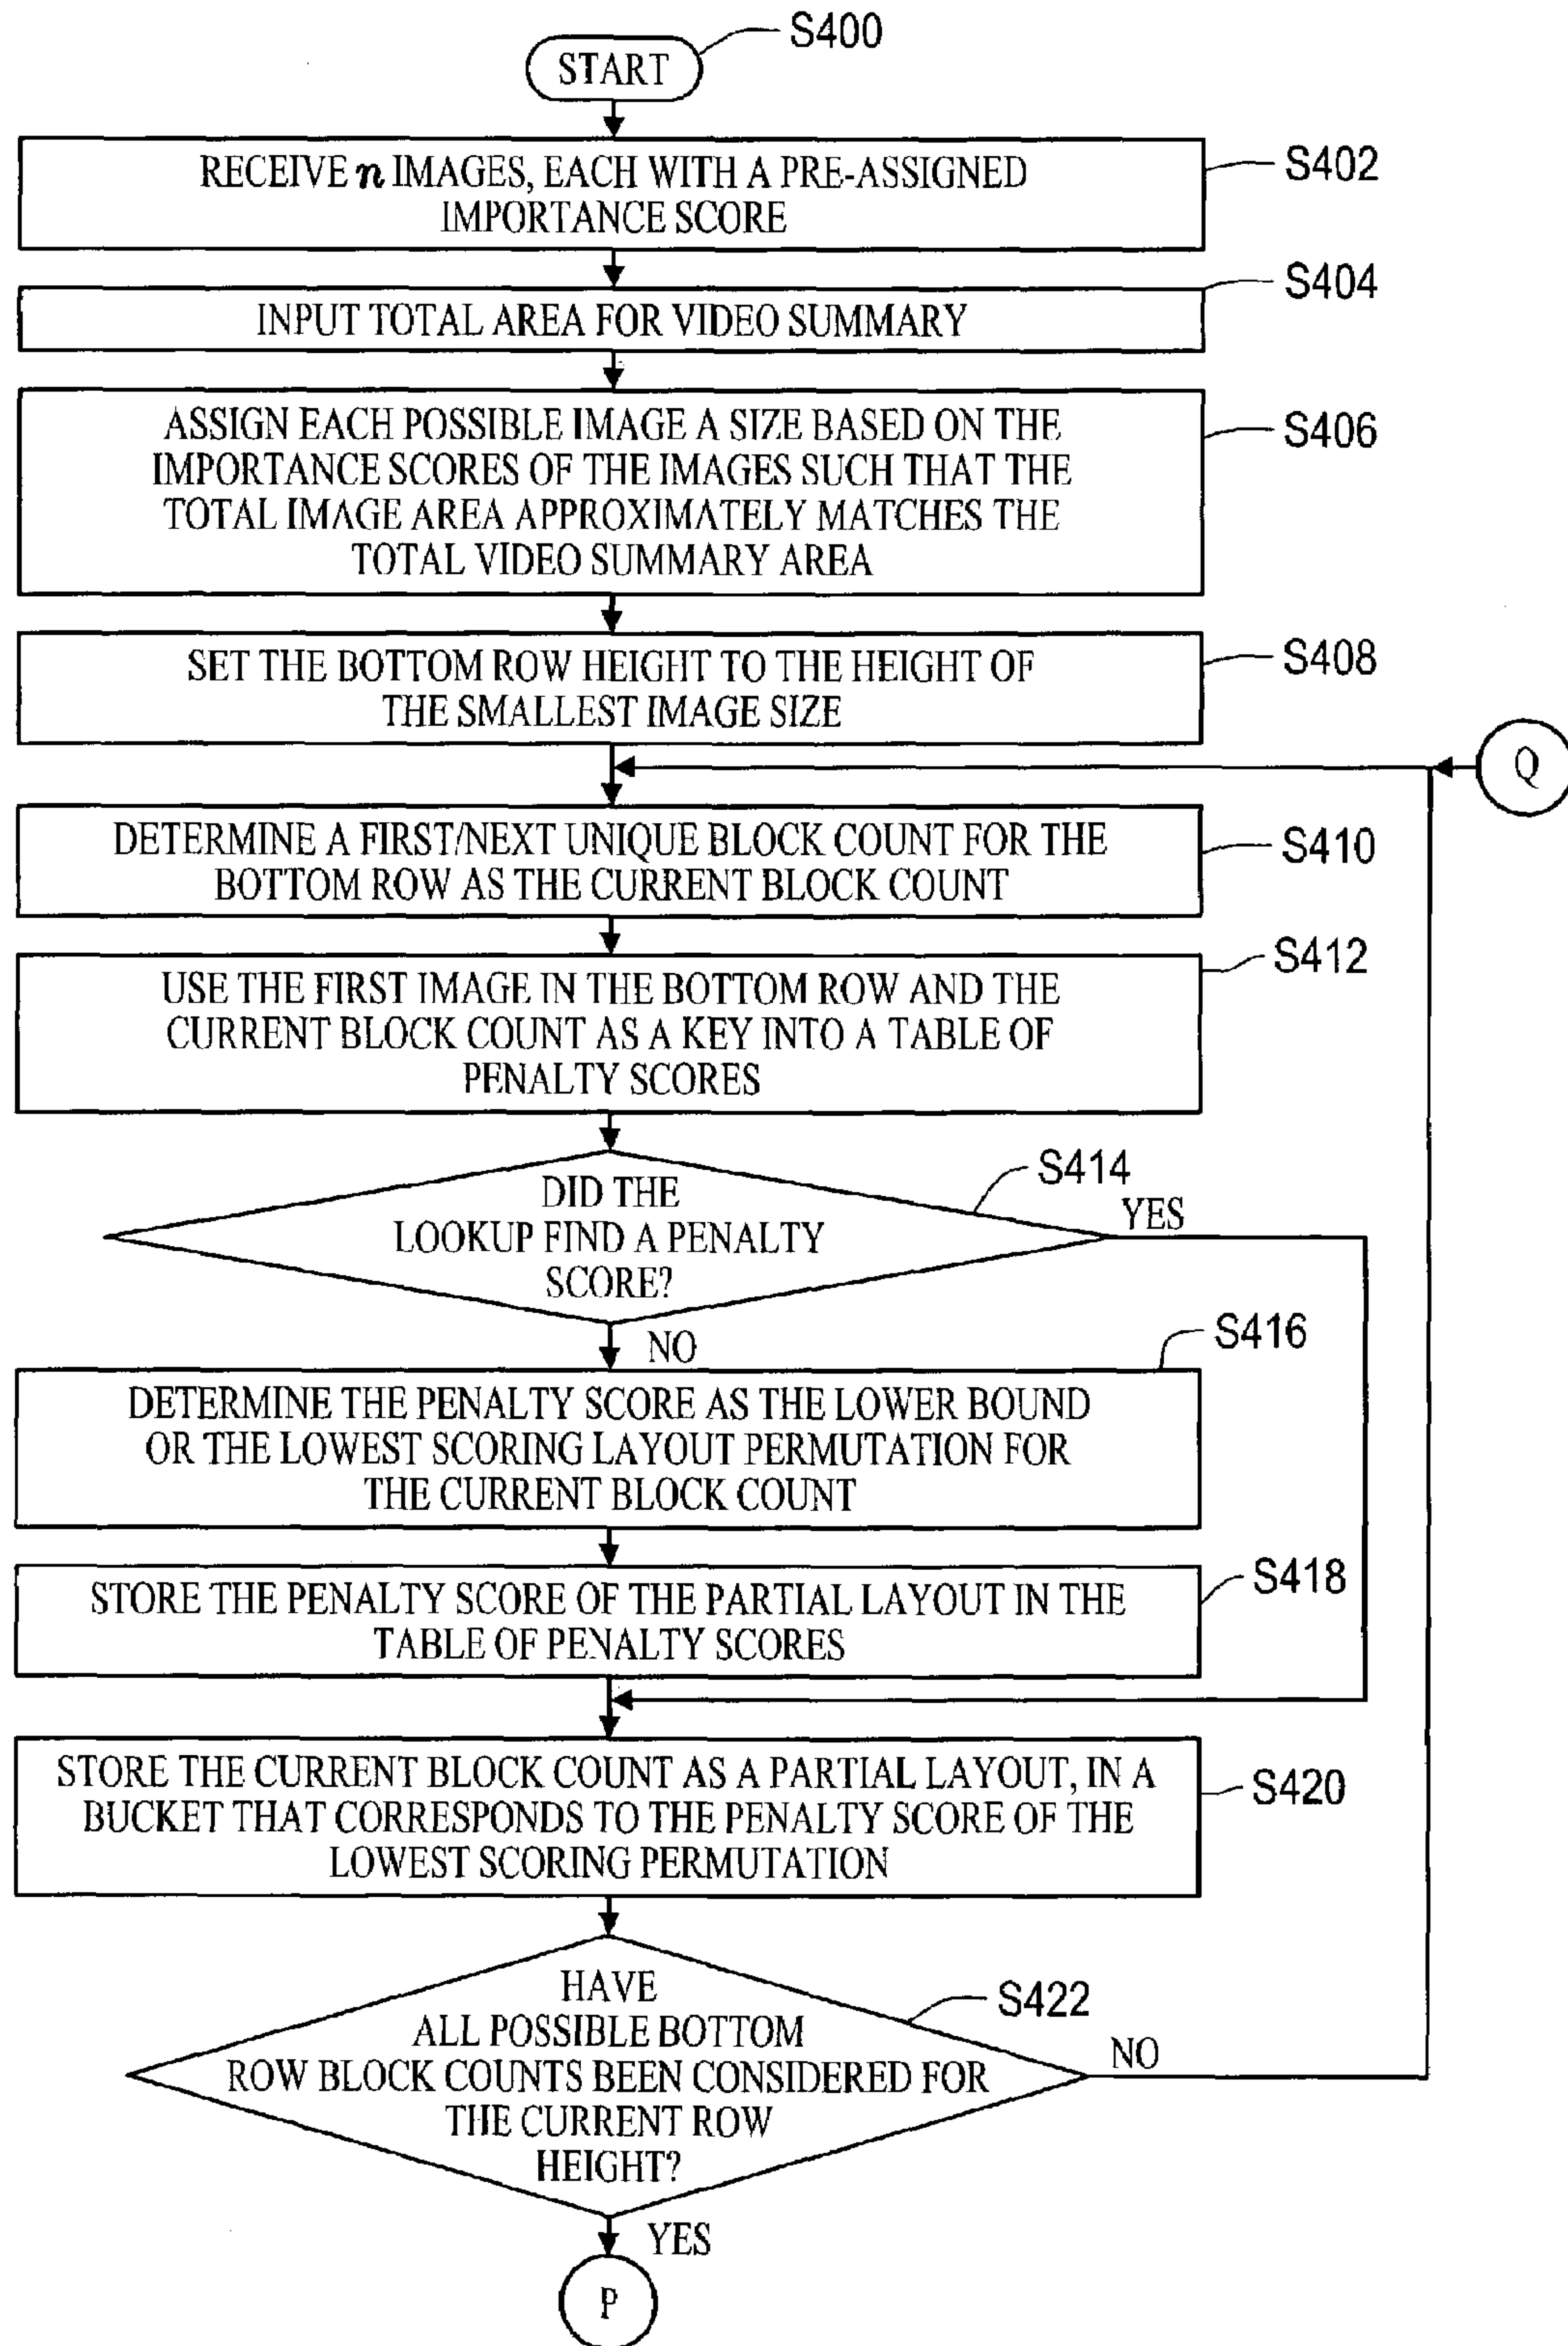 S400
START
RECEIVE n IMAGES, EACH WITH A PRE-ASSIGNED
IMPORTANCE SCORE
S402
INPUT TOTAL AREA FOR VIDEO SUMMARY
S404
ASSIGN EACH POSSIBLE IMAGE A SIZE BASED ON THE
IMPORTANCE SCORES OF THE IMAGES SUCH THAT THE
TOTAL IMAGE AREA APPROXIMATELY MATCHES THE
TOTAL VIDEO SUMMARY AREA
S406
SET THE BOTTOM ROW HEIGHT TO THE HEIGHT OF
THE SMALLEST IMAGE SIZE
S408
Q
DETERMINE A FIRST/NEXT UNIQUE BLOCK COUNT FOR THE
BOTTOM ROW AS THE CURRENT BLOCK COUNT
S410
USE THE FIRST IMAGE IN THE BOTTOM ROW AND THE
CURRENT BLOCK COUNT AS A KEY INTO A TABLE OF
PENALTY SCORES
S412
DID THE
LOOKUP FIND A PENALTY
SCORE?
S414
YES
NO
DETERMINE THE PENALTY SCORE AS THE LOWER BOUND
OR THE LOWEST SCORING LAYOUT PERMUTATION FOR
THE CURRENT BLOCK COUNT
S416
STORE THE PENALTY SCORE OF THE PARTIAL LAYOUT IN THE
TABLE OF PENALTY SCORES
S418
STORE THE CURRENT BLOCK COUNT AS A PARTIAL LAYOUT, IN A
BUCKET THAT CORRESPONDS TO THE PENALTY SCORE OF THE
LOWEST SCORING PERMUTATION
S420
HAVE
ALL POSSIBLE BOTTOM
ROW BLOCK COUNTS BEEN CONSIDERED FOR
THE CURRENT ROW
HEIGHT?
S422
NO
YES
P